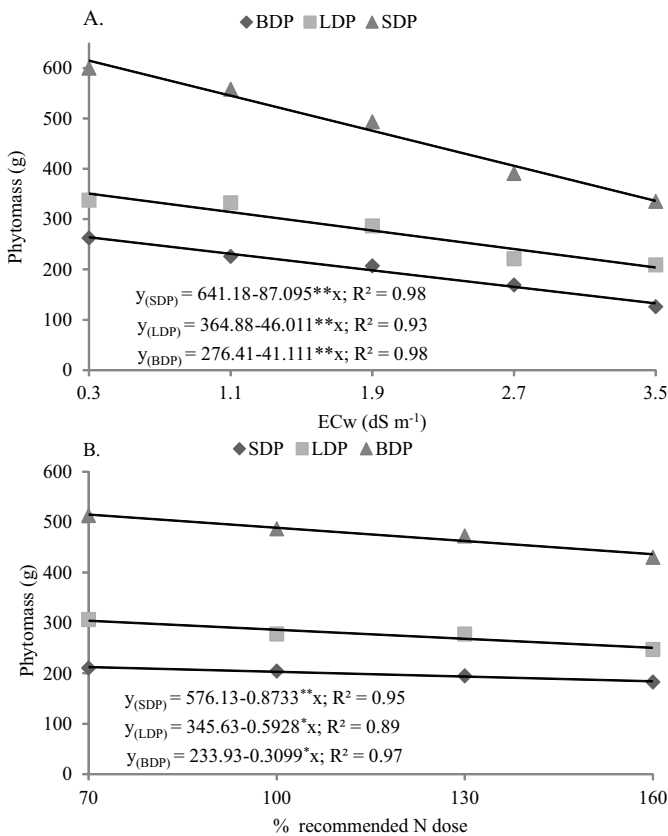 A.
BDP LDP SDP
600
500
400
300
200
100
0
Phytomass (g)
y(SDP) = 641.18-87.095**x; R² = 0.98
y(LDP) = 364.88-46.011**x; R² = 0.93
y(BDP) = 276.41-41.111**x; R² = 0.98
0.3 1.1 1.9 2.7 3.5
ECw (dS m⁻¹)
B.
SDP LDP BDP
600
500
400
300
200
100
0
Phytomass (g)
y(SDP) = 576.13-0.8733**x; R² = 0.95
y(LDP) = 345.63-0.5928*x; R² = 0.89
y(BDP) = 233.93-0.3099*x; R² = 0.97
70 100 130 160
% recommended N dose